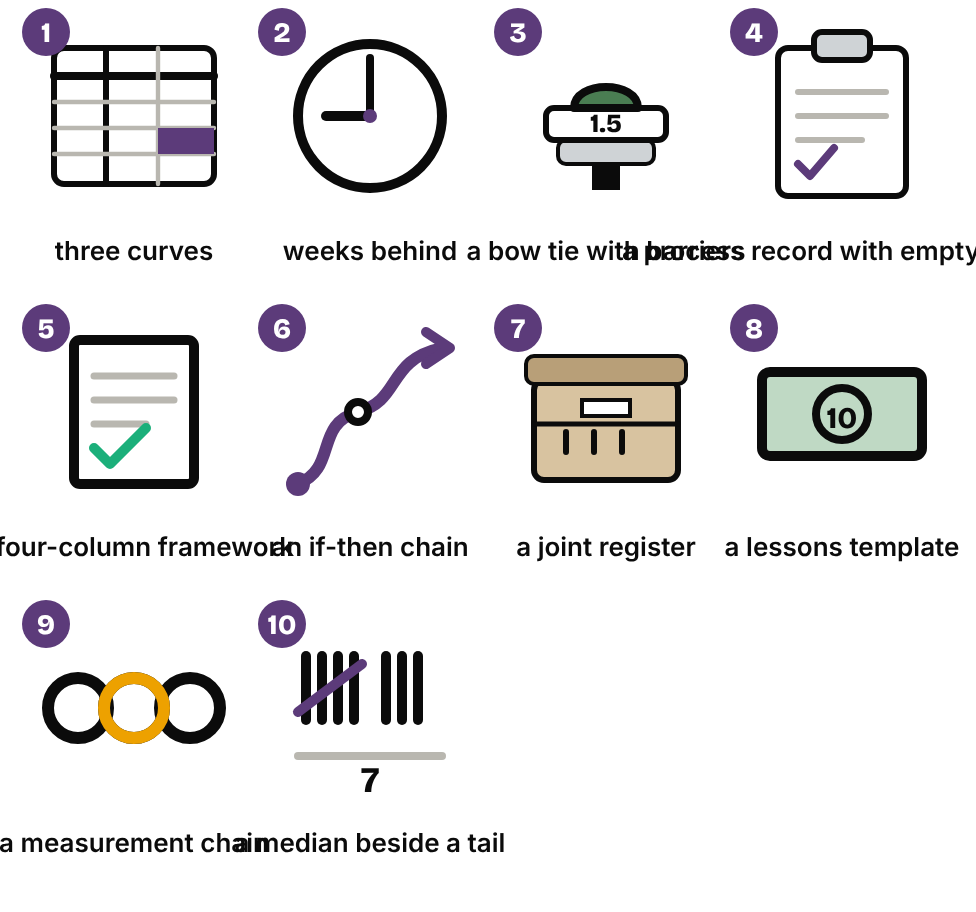 1
2
3
4
1.5
three curves
weeks behind
a bow tie with barriers
a process record with empty
5
6
7
8
10
four-column framework
an if-then chain
a joint register
a lessons template
9
10
7
a measurement chain
a median beside a tail